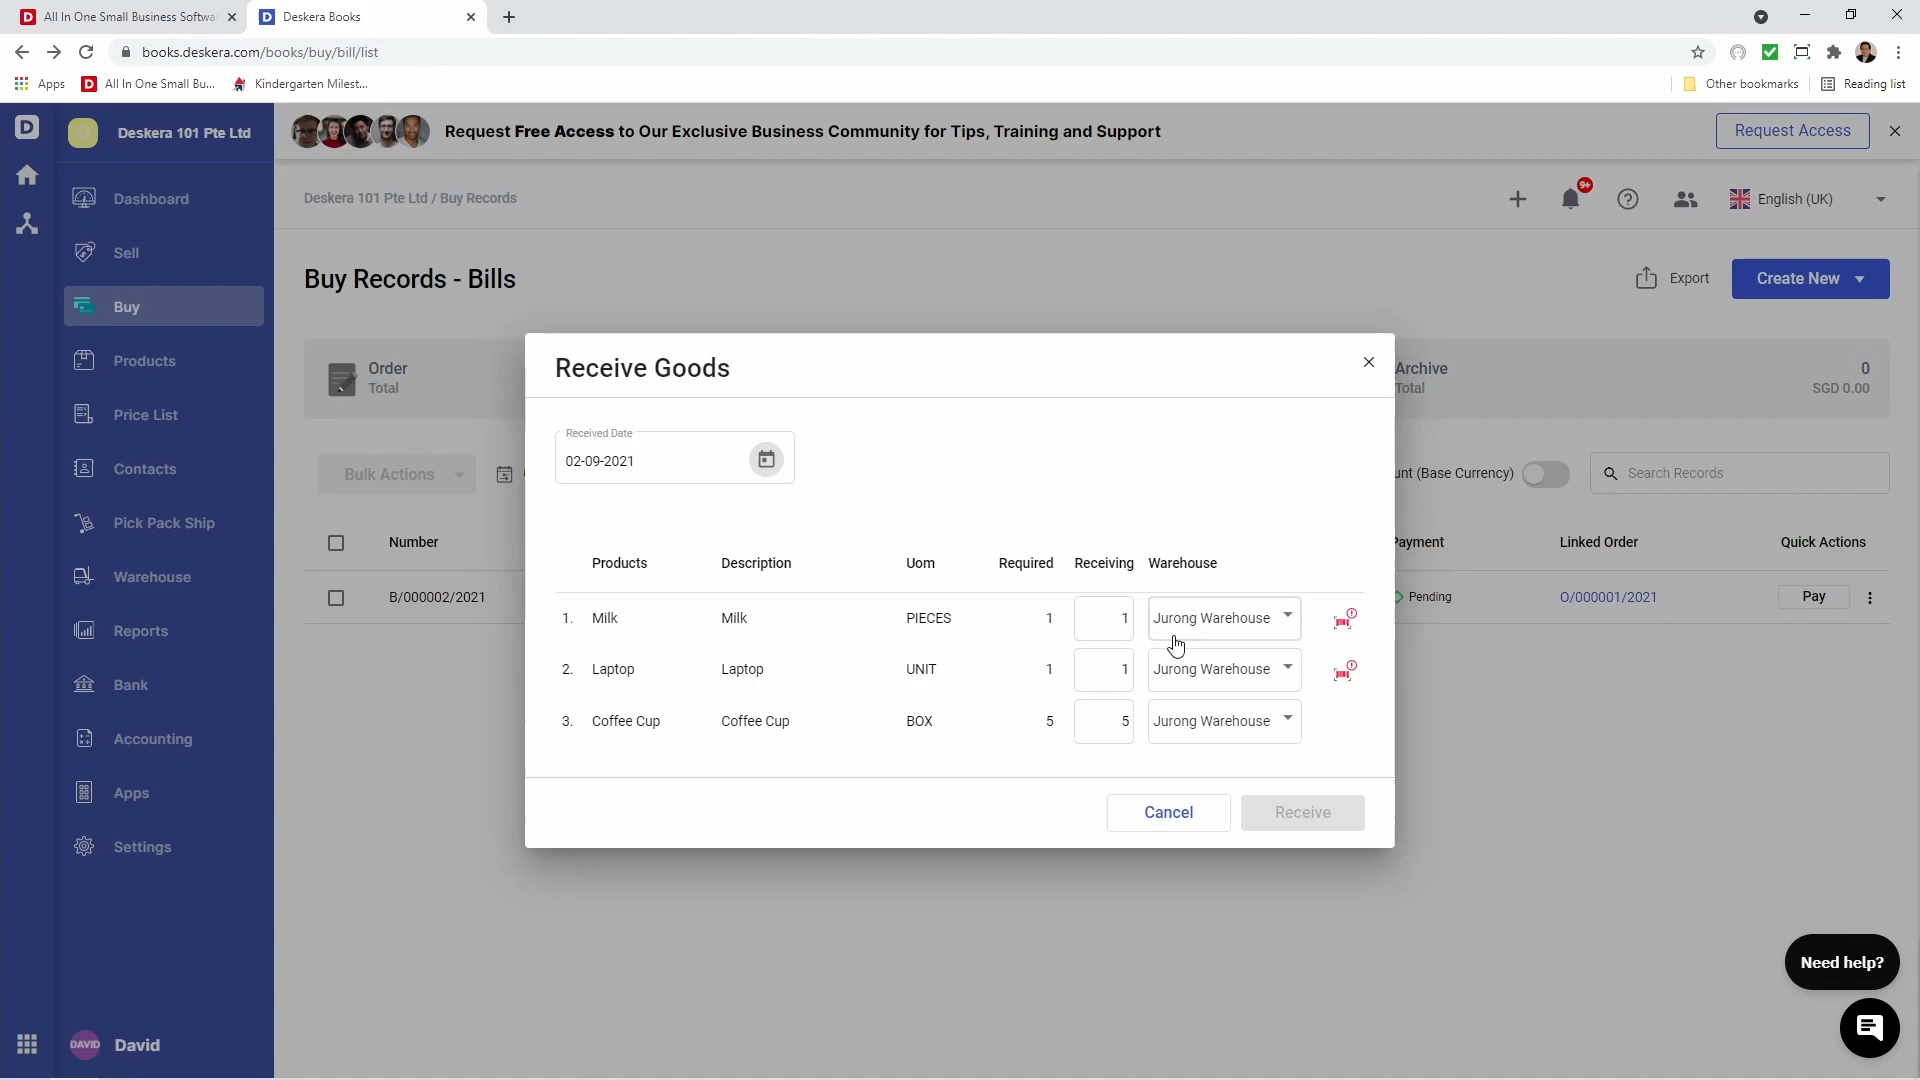 All In One Small Business Softwa
Deskera Books
books.deskera.com/books/buy/bill/list
Apps
All In One Small Bu...
Kindergarten Milest...
Other bookmarks
Reading list
Deskera 101 Pte Ltd
Request Free Access to Our Exclusive Business Community for Tips, Training and Support
Request Access
Dashboard
Sell
Buy
Products
Price List
Contacts
Pick Pack Ship
Warehouse
Reports
Bank
Accounting
Apps
Settings
DAVID
David
Deskera 101 Pte Ltd / Buy Records
9+
English (UK)
Buy Records - Bills
Export
Create New
Order
Total
Archive
Total
0
SGD 0.00
Bulk Actions
unt (Base Currency)
Search Records
Number
Payment
Linked Order
Quick Actions
B/000002/2021
Pending
O/000001/2021
Pay
Receive Goods
Received Date
02-09-2021
Products Description Uom Required Receiving Warehouse
1. Milk Milk PIECES 1 1 Jurong Warehouse
2. Laptop Laptop UNIT 1 1 Jurong Warehouse
3. Coffee Cup Coffee Cup BOX 5 5 Jurong Warehouse
Cancel
Receive
Need help?